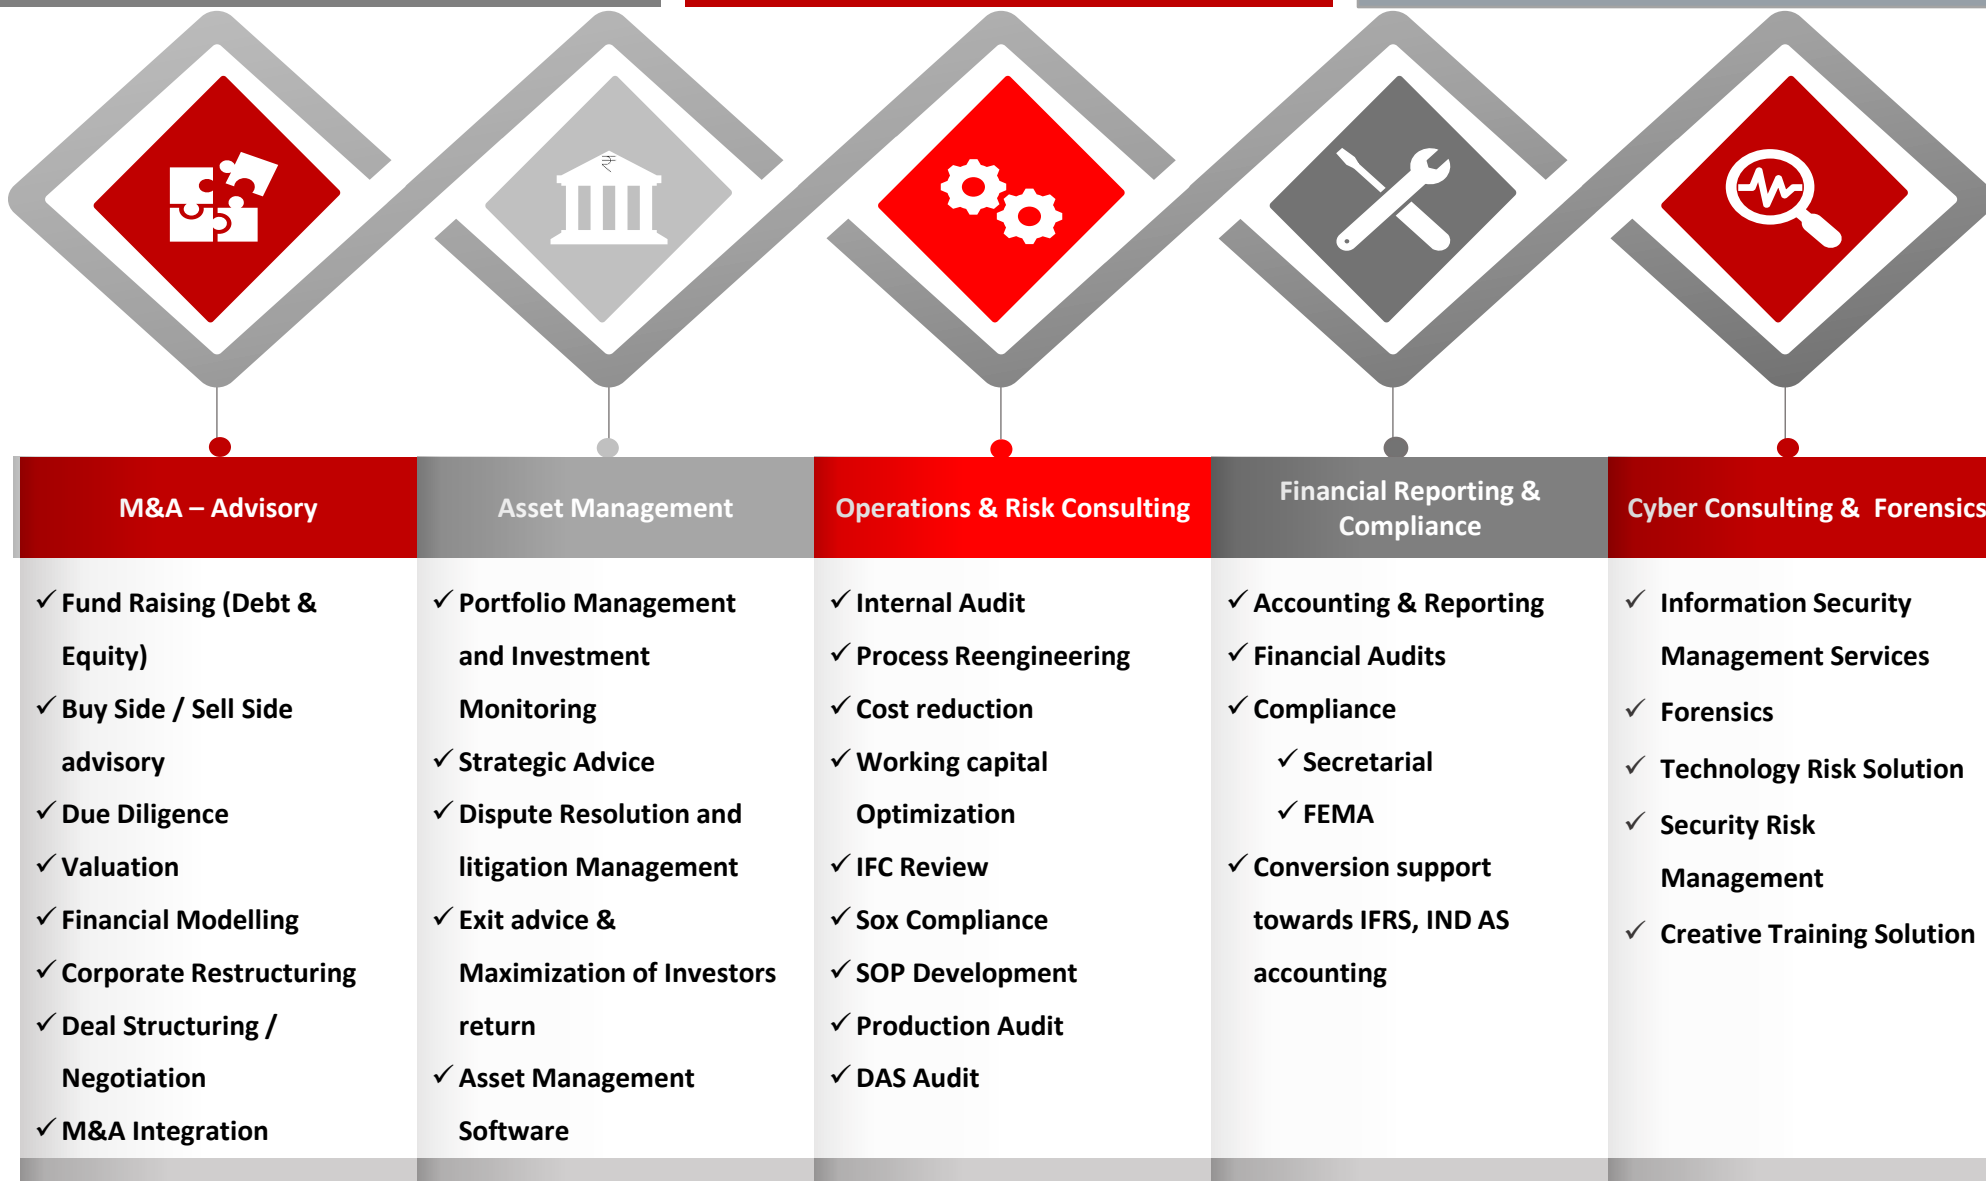 ₹
M&A – Advisory
Fund Raising (Debt &
Equity)
Buy Side / Sell Side
advisory
Due Diligence
Valuation
Financial Modelling
Corporate Restructuring
Deal Structuring /
Negotiation
M&A Integration
Asset Management
Portfolio Management
and Investment
Monitoring
Strategic Advice
Dispute Resolution and
litigation Management
Exit advice &
Maximization of Investors
return
Asset Management
Software
Operations & Risk Consulting
Internal Audit
Process Reengineering
Cost reduction
Working capital
Optimization
IFC Review
Sox Compliance
SOP Development
Production Audit
DAS Audit
Financial Reporting &
Compliance
Accounting & Reporting
Financial Audits
Compliance
Secretarial
FEMA
Conversion support
towards IFRS, IND AS
accounting
Cyber Consulting & Forensics
Information Security
Management Services
Forensics
Technology Risk Solution
Security Risk
Management
Creative Training Solution